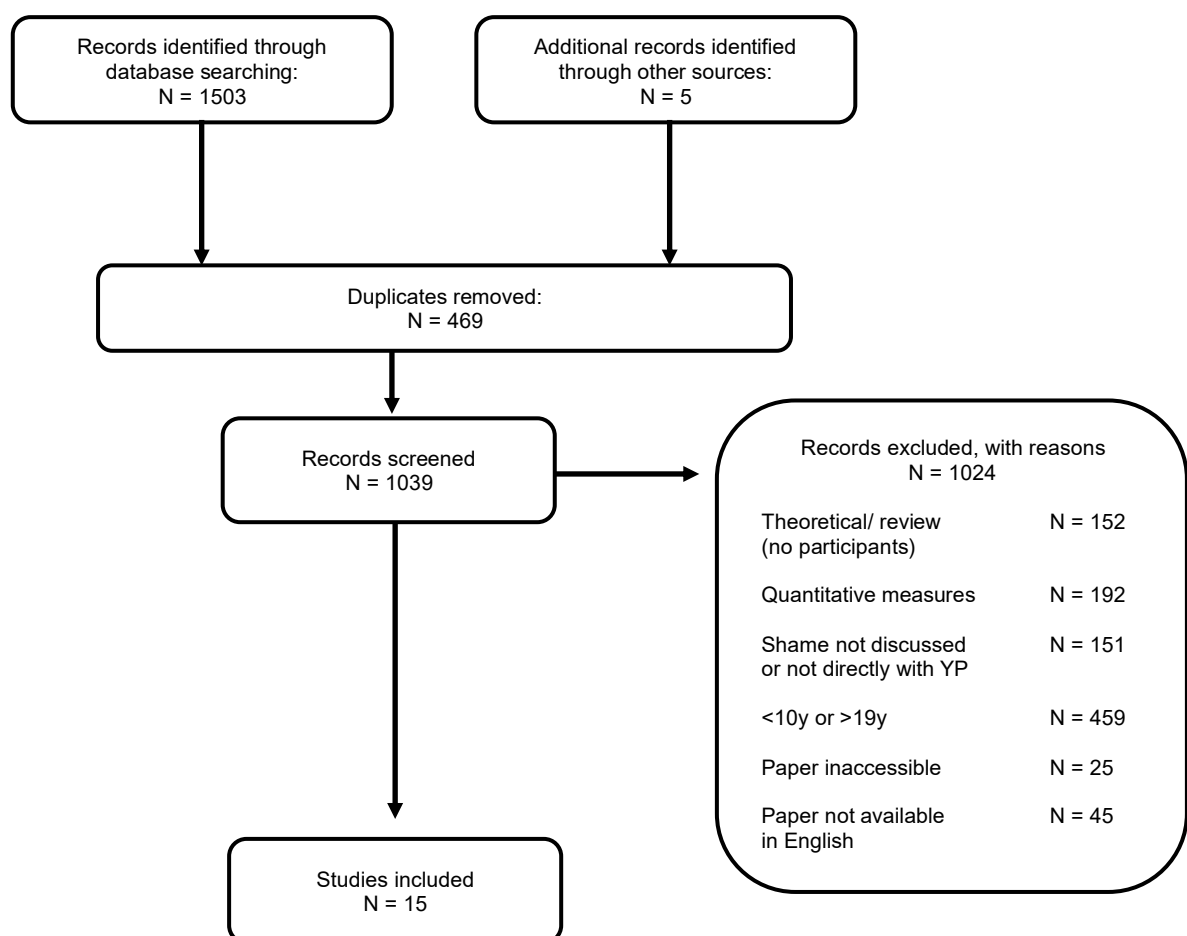 Records identified through
database searching:
N = 1503
Additional records identified
through other sources:
N = 5
Duplicates removed:
N = 469
Records screened
N = 1039
Records excluded, with reasons
N = 1024
Theoretical/ review
(no participants)
N = 152
Quantitative measures
N = 192
Shame not discussed
or not directly with YP
N = 151
<10y or >19y
N = 459
Paper inaccessible
N = 25
Paper not available
in English
N = 45
Studies included
N = 15